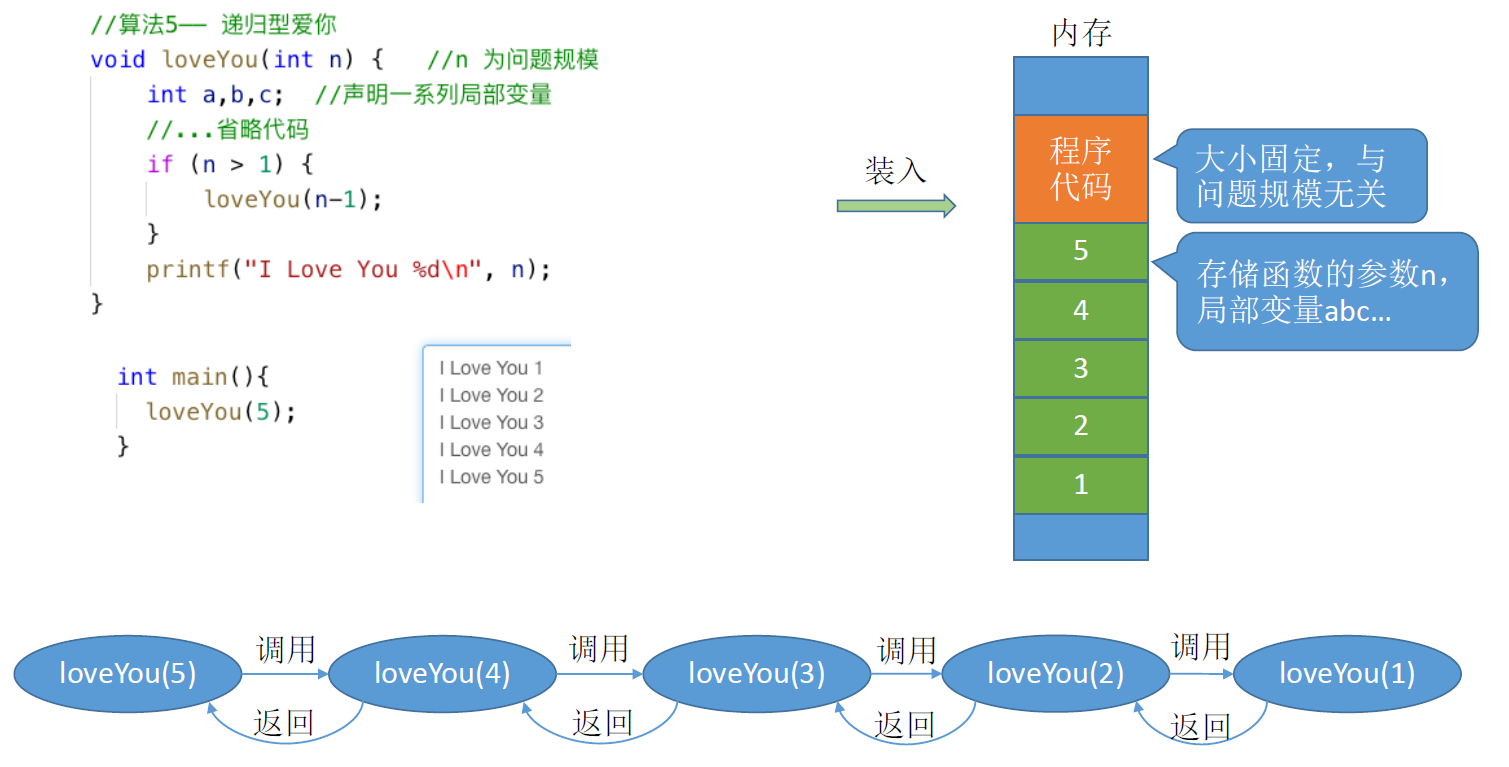 //算法5—— 递归型爱你
void loveYou(int n) {   //n 为问题规模
int a,b,c;  //声明一系列局部变量
//...省略代码
if (n > 1) {
loveYou(n-1);
}
printf("I Love You %d\n", n);
}
int main(){
loveYou(5);
}
I Love You 1
I Love You 2
I Love You 3
I Love You 4
I Love You 5
装入
内存
程序
代码
5
4
3
2
1
大小固定，与
问题规模无关
存储函数的参数n，
局部变量abc…
loveYou(5)
调用
loveYou(4)
调用
loveYou(3)
调用
loveYou(2)
调用
loveYou(1)
返回
返回
返回
返回